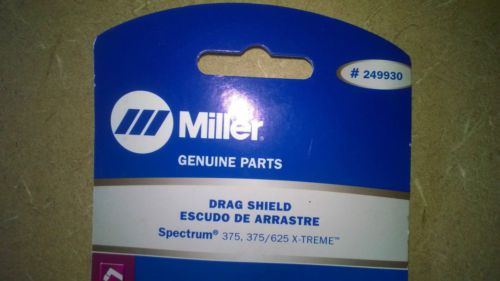 # 249930
Miller
GENUINE PARTS
DRAG SHIELD
ESCUDO DE ARRASTRE
Spectrum® 375, 375/625 X-TREME™